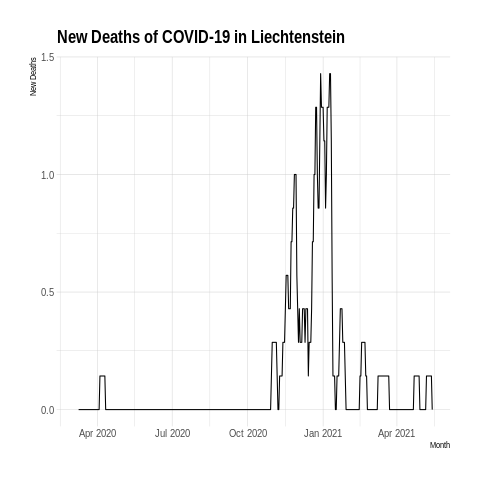 New Deaths of COVID-19 in Liechtenstein
New Deaths
1.5
1.0
0.5
0.0
Apr 2020 Jul 2020 Oct 2020 Jan 2021 Apr 2021
Month